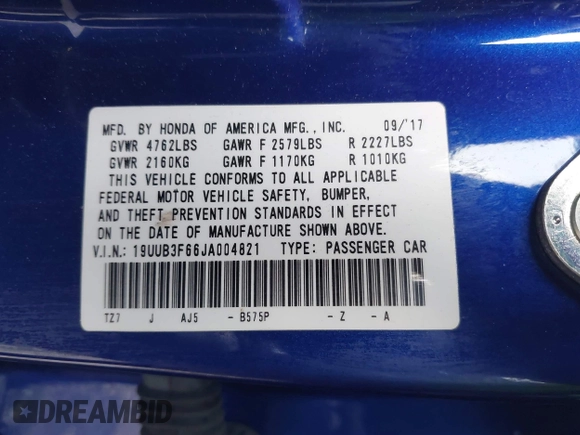 MFD. BY HONDA OF AMERICA MFG., INC. 09/'17
GVWR 4762LBS GAWR F 2579LBS R 2227LBS
GVWR 2160KG GAWR F 1170KG R 1010KG
THIS VEHICLE CONFORMS TO ALL APPLICABLE
FEDERAL MOTOR VEHICLE SAFETY, BUMPER,
AND THEFT PREVENTION STANDARDS IN EFFECT
ON THE DATE OF MANUFACTURE SHOWN ABOVE.
V.I.N.: 19UUB3F66JA004821 TYPE: PASSENGER CAR
TZ7 J AJ5 - B575P - Z - A
DREAMBID